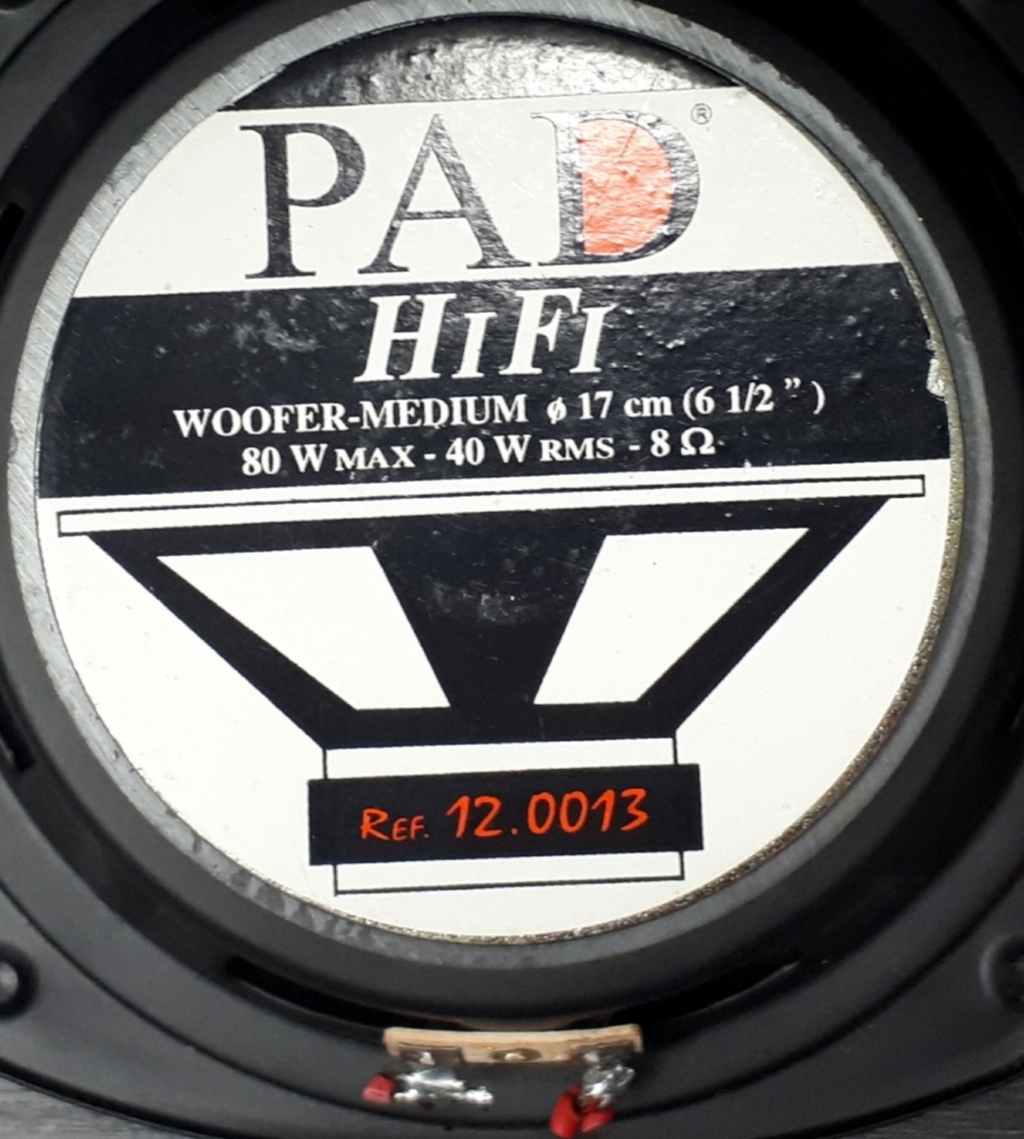 PAD®
HIFI
WOOFER-MEDIUM ø 17 cm (6 1/2 ” )
80 W MAX - 40 W RMS - 8 Ω
REF. 12.0013